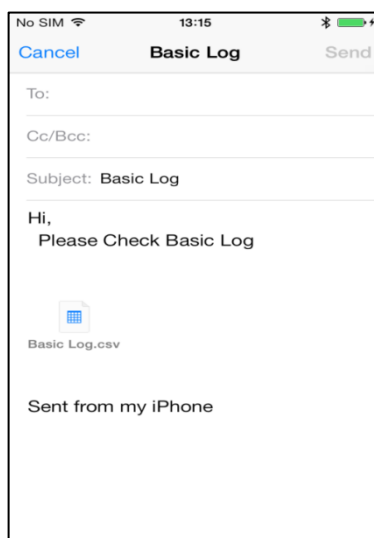 No SIM 13:15
Cancel Basic Log Send
To:
Cc/Bcc:
Subject: Basic Log
Hi,
Please Check Basic Log
Basic Log.csv
Sent from my iPhone